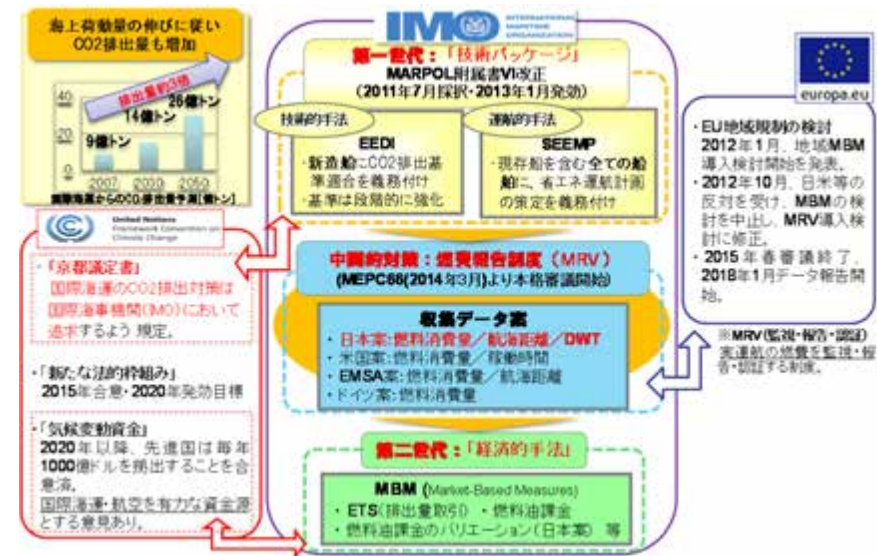 海上荷動量の伸びに従い
CO2排出量も増加
排出量約3倍
40
20
0
9億トン
14億トン
26億トン
2007
2050
国際海運からのCO2排出量予測[億トン]
United Nations
Framework Convention on
Climate Change
・「京都議定書」
国際海運のCO2排出対策は
国際海事機関(IMO)において
追求するよう 規定。
・「新たな法的枠組み」
2015年合意・2020年発効目標
・「気候変動資金」
2020年以降、先進国は毎年
1000億ドルを拠出することを合
意済。
国際海運・航空を有力な資金源
とする意見あり。
IMO
INTERNATIONAL
MARITIME
ORGANIZATION
第一世代：「技術パッケージ」
MARPOL附属書VI改正
(2011年7月採択・2013年1月発効)
技術的手法
EEDI
・新造船にCO2排出基
準適合を義務付け
・基準は段階的に強化
運航的手法
SEEMP
・現存船を含む全ての船
舶に、省エネ運航計画
の策定を義務付け
中間的対策：燃費報告制度（MRV）
(MEPC66(2014年3月)より本格審議開始)
収集データ案
・日本案：燃料消費量／航海距離／DWT
・米国案：燃料消費量／稼働時間
・EMSA案：燃料消費量／航海距離
・ドイツ案：燃料消費量
第二世代：「経済的手法」
MBM (Market-Based Measures)
・ETS(排出量取引) ・燃料油課金
・燃料油課金のバリエーション(日本案) 等
europa.eu
・EU地域規制の検討
2012年1月、地域MBM
導入検討開始を発表。
・2012年10月、日米等の
反対を受け、MBMの検
討を中止し、MRV導入検
討に修正。
・2015年春審議終了、
2018年1月データ報告開
始。
※MRV(監視・報告・認証)
実運航の燃費を監視・報
告・認証する制度。